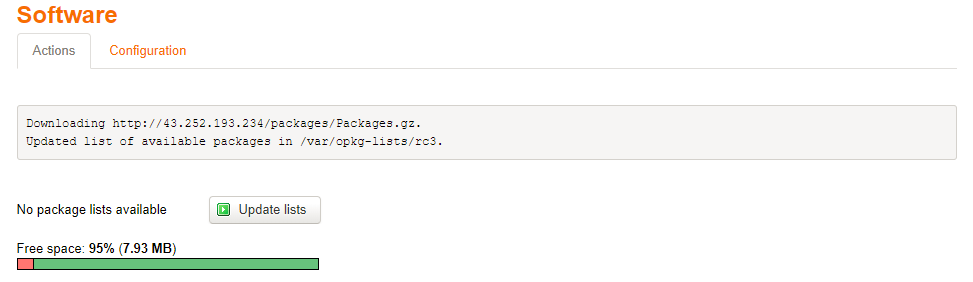 Software
Actions Configuration
Downloading http://43.252.193.234/packages/Packages.gz.
Updated list of available packages in /var/opkg-lists/rc3.
No package lists available Update lists
Free space: 95% (7.93 MB)